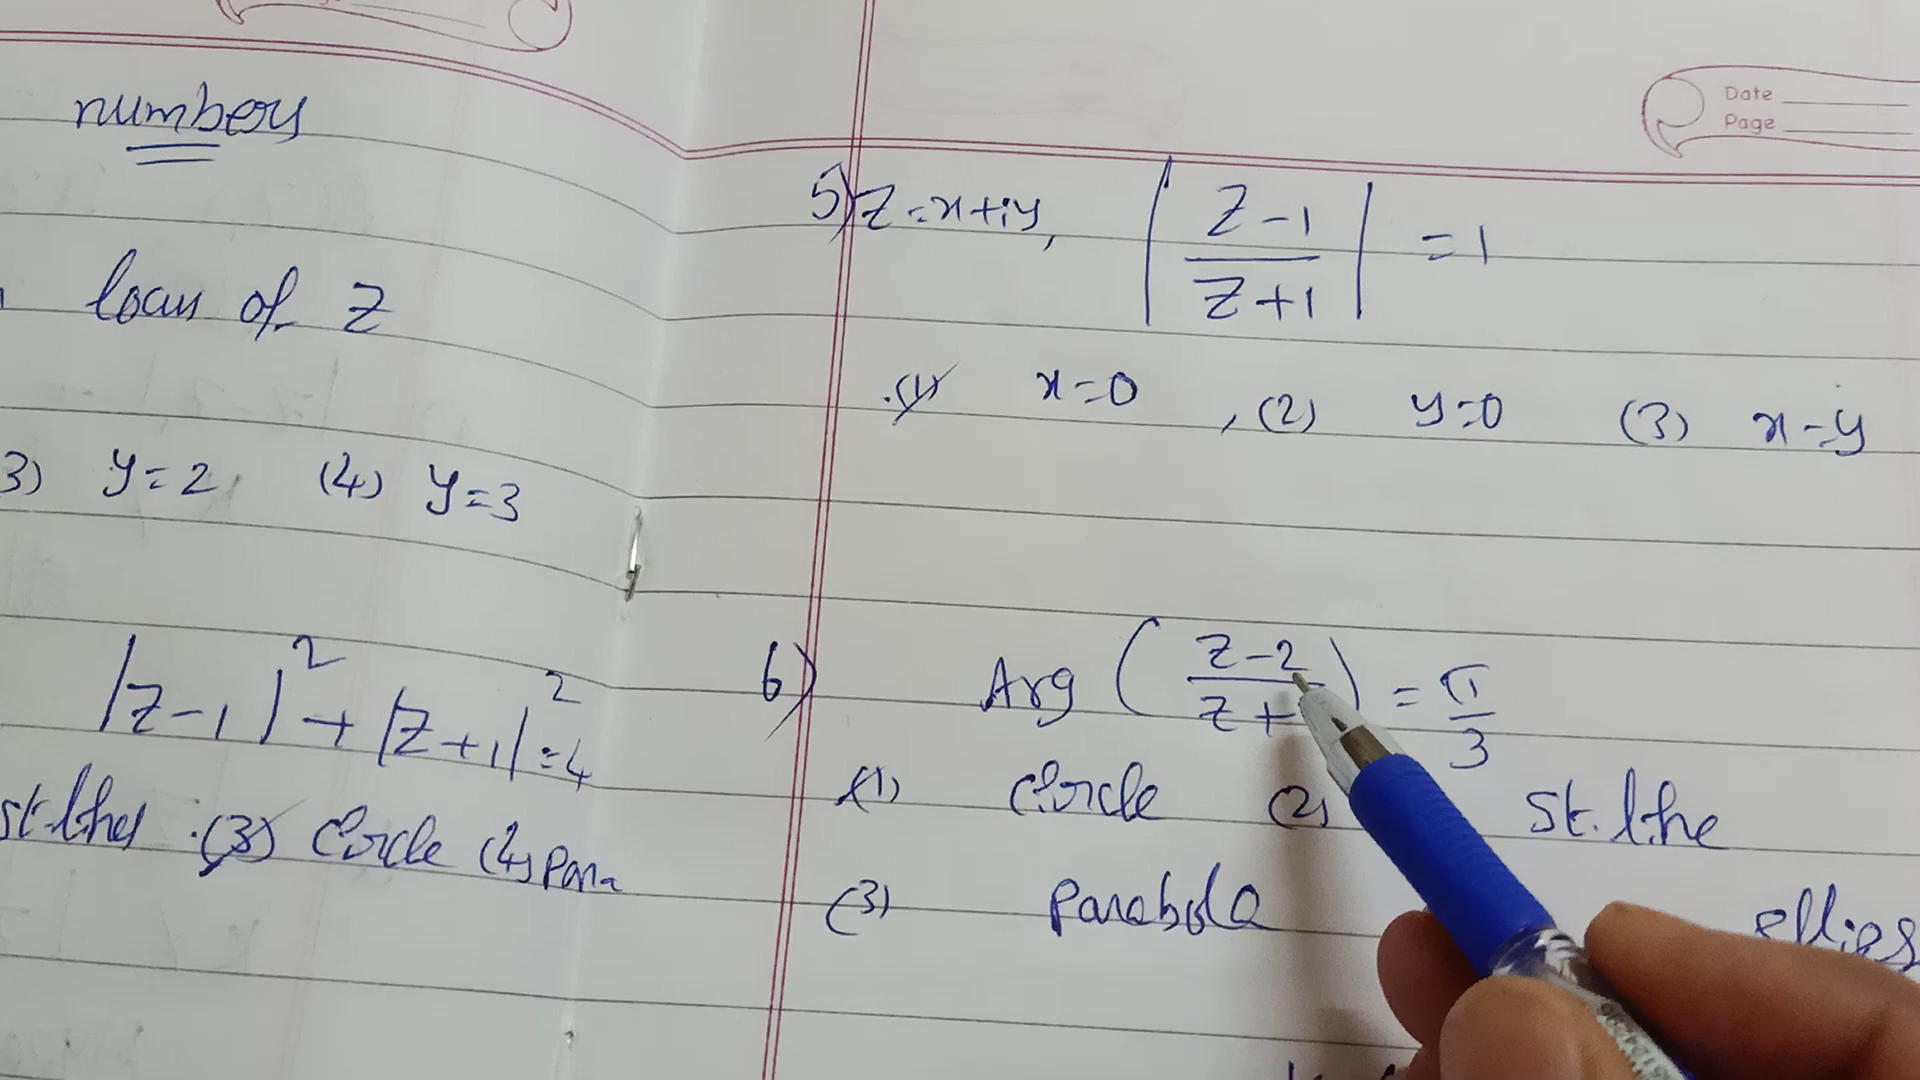 numbers
locus of z
3) y=2, (4) y=3
|z-1|²+|z+1|²=4
st.lines (3) Circle (4) para
Date
Page
5) z=x+iy, |z-1/z+1| =1
(1) x=0, (2) y=0 (3) x=y
6) Arg (z-2/z+ ) = π/3
(1) Circle (2) St. line
(3) Parabola ellips